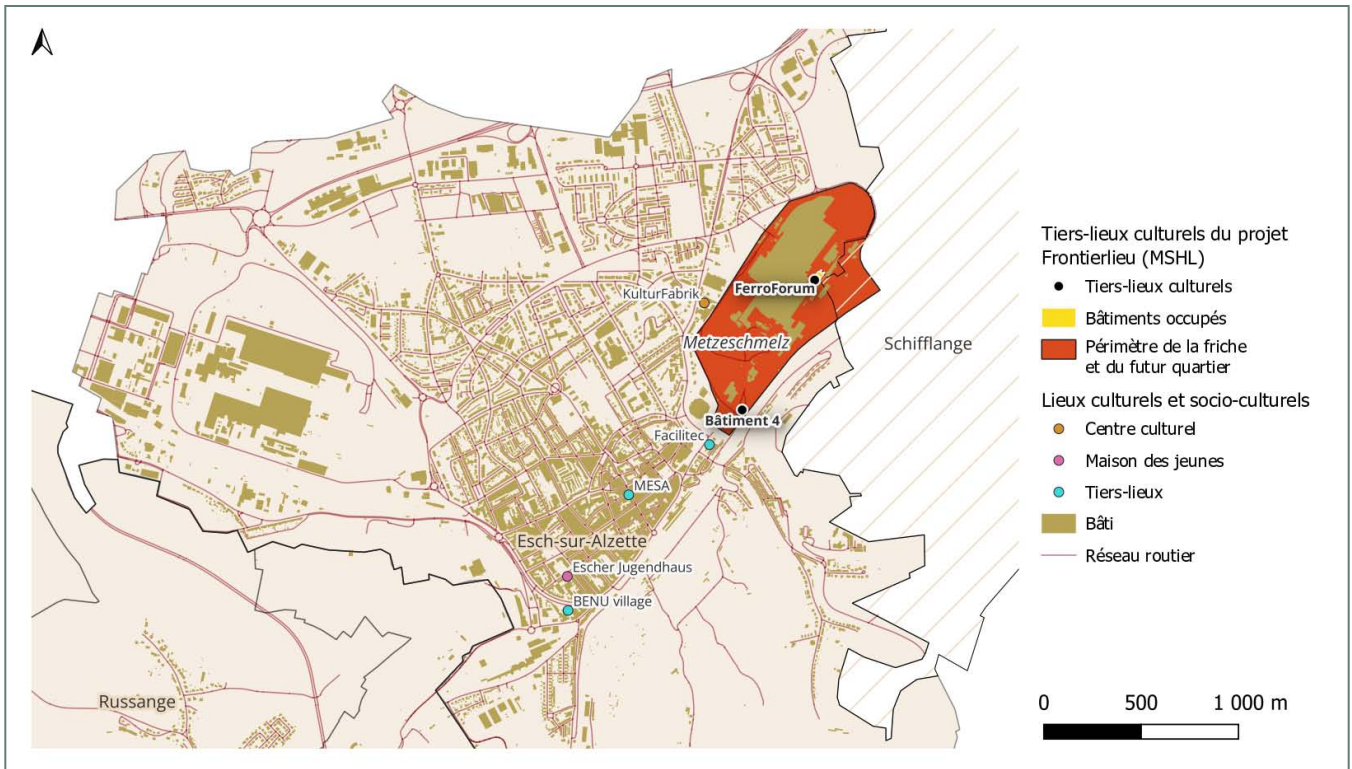 KulturFabrik
FerroForum
Metzeschmelz
Schifflange
Bâtiment 4
Facilitec
MESA
Esch-sur-Alzette
Escher Jugendhaus
BENU village
Russange
Tiers-lieux culturels du projet
Frontierlieu (MSHL)
Tiers-lieux culturels
Bâtiments occupés
Périmètre de la friche
et du futur quartier
Lieux culturels et socio-culturels
Centre culturel
Maison des jeunes
Tiers-lieux
Bâti
Réseau routier
0 500 1 000 m